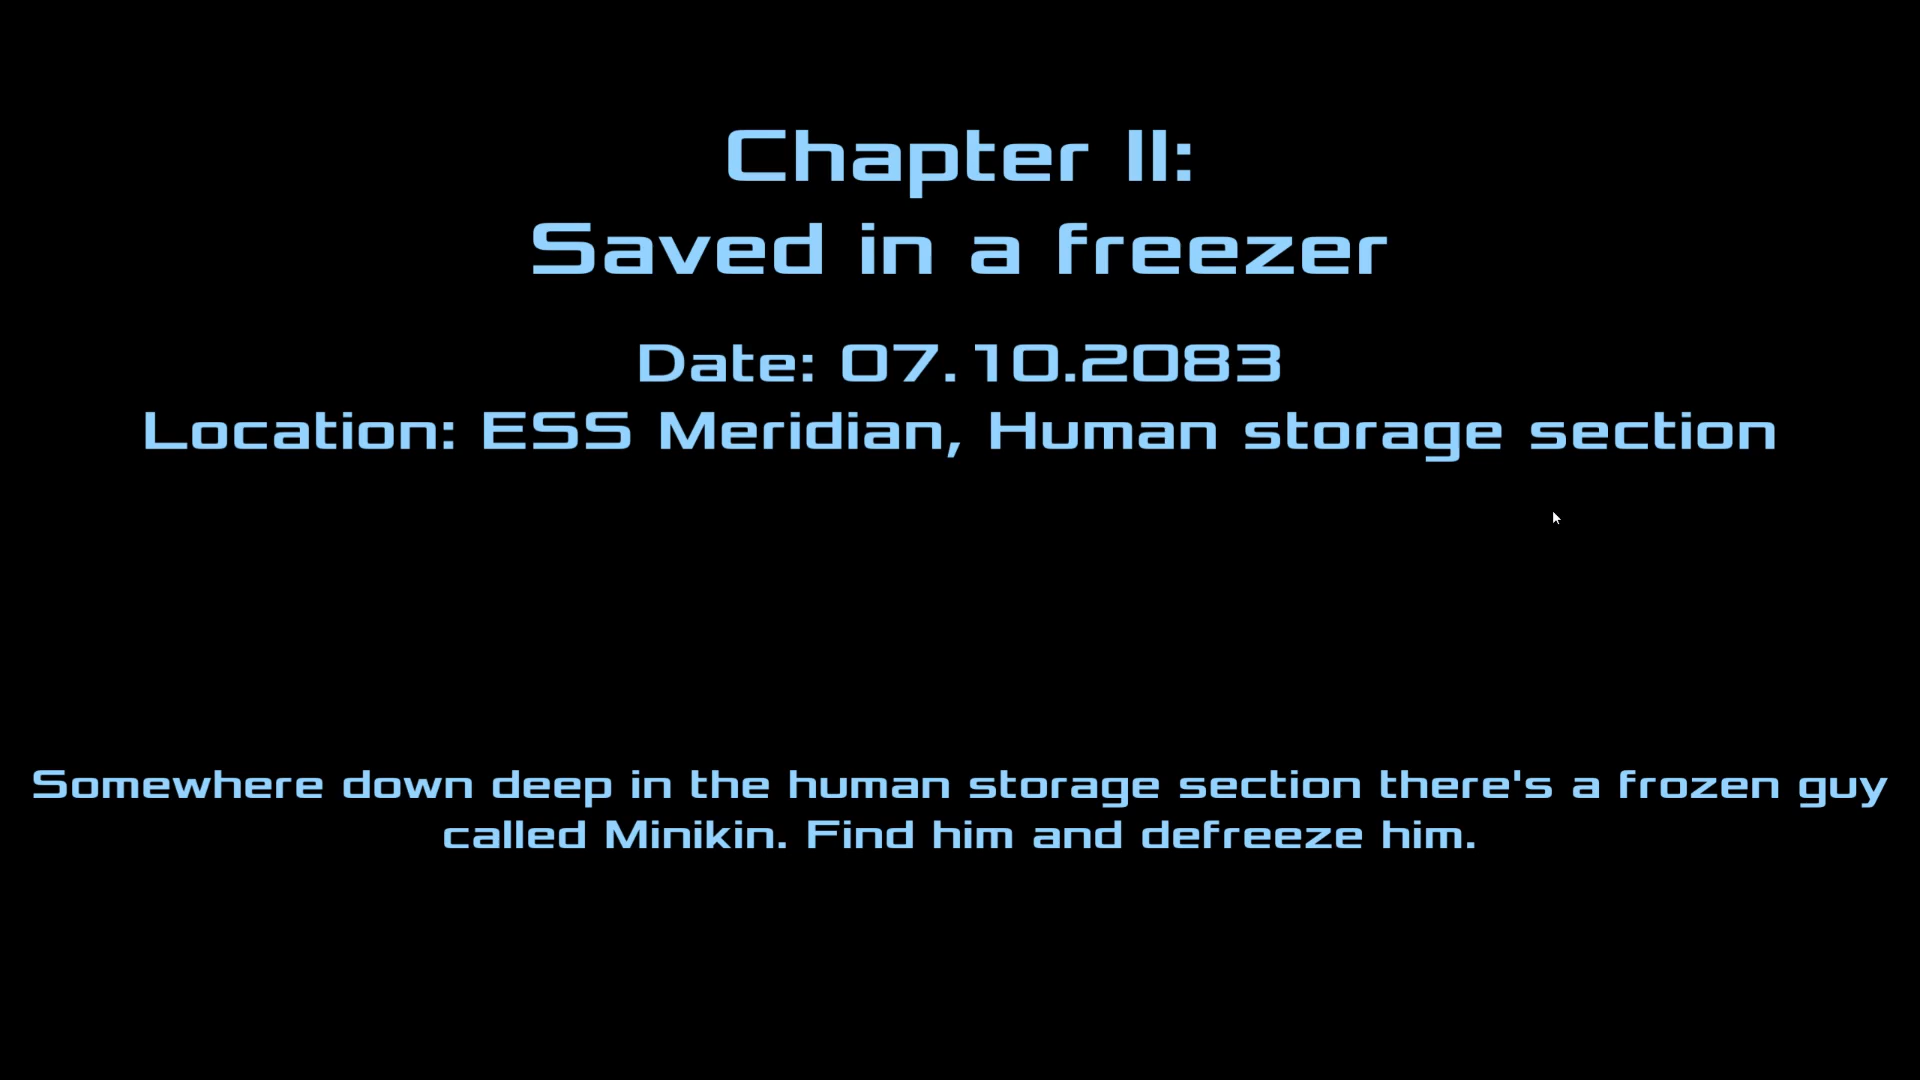 Chapter II:
Saved in a freezer
Date: 07.10.2083
Location: ESS Meridian, Human storage section
Somewhere down deep in the human storage section there's a frozen guy
called Minikin. Find him and defreeze him.